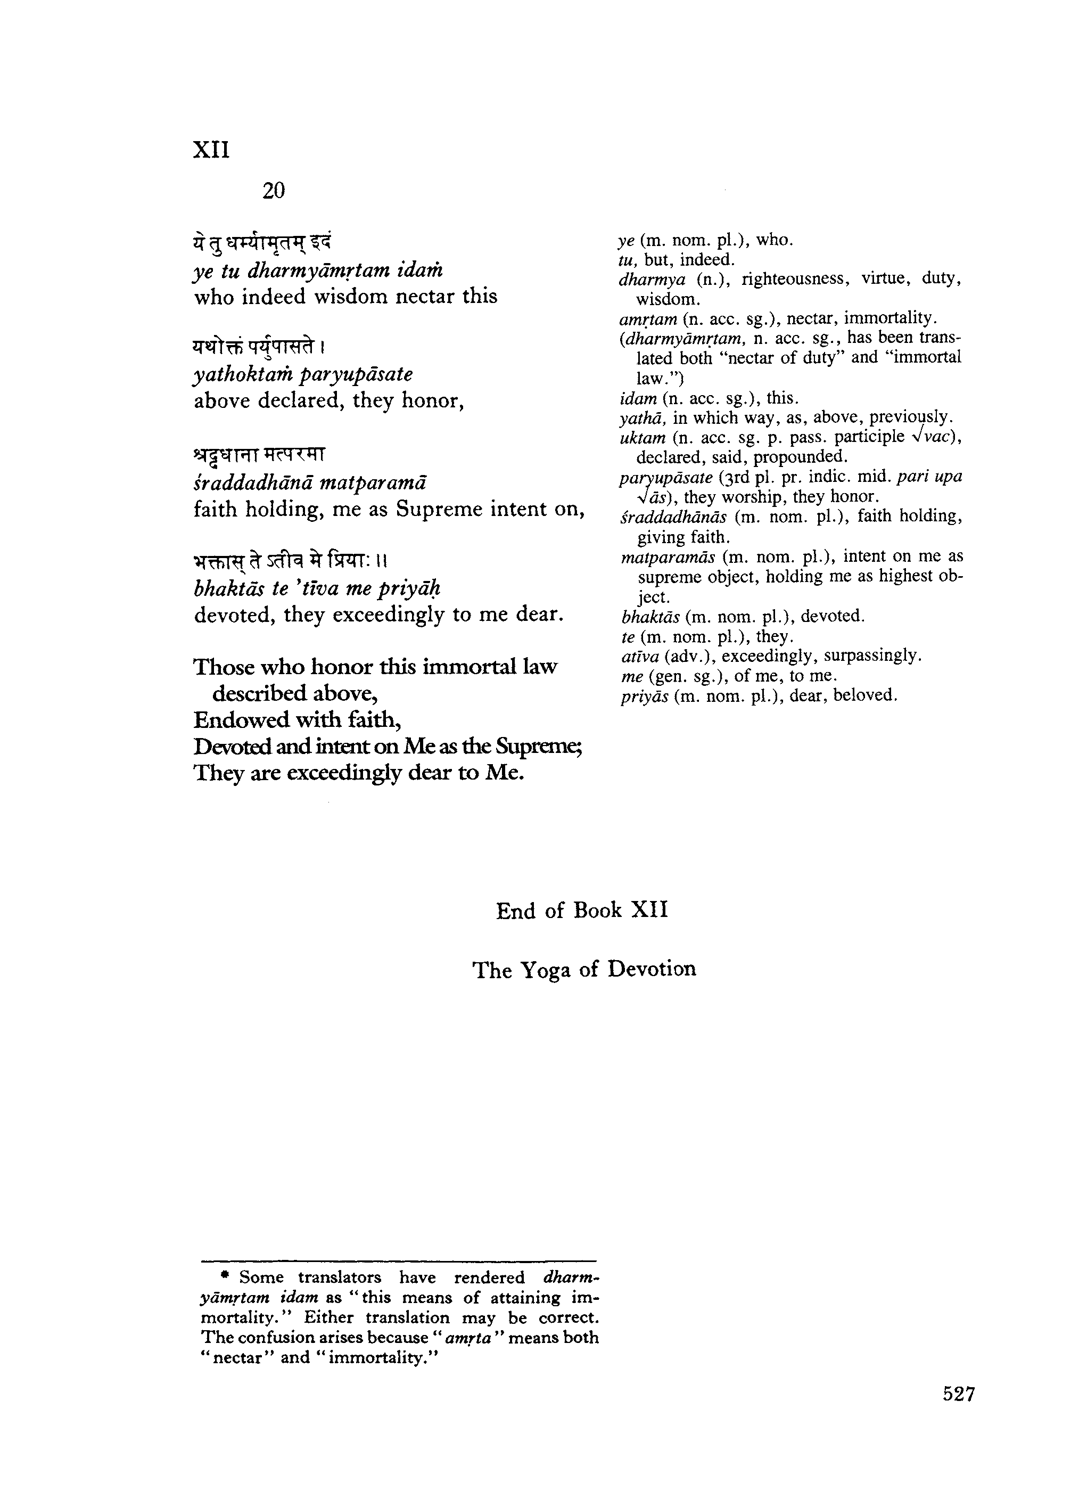 XII
20
ये तु धर्म्यामृतम् इदं
ye tu dharmyāmṛtam idaṁ
who indeed wisdom nectar this
यथोक्तं पर्युपासते ।
yathoktaṁ paryupāsate
above declared, they honor,
श्रद्दधाना मत्परमा
śraddadhānā matparamā
faith holding, me as Supreme intent on,
भक्तास् ते ऽतीव मे प्रियाः ॥
bhaktās te 'tīva me priyāḥ
devoted, they exceedingly to me dear.
Those who honor this immortal law
described above,
Endowed with faith,
Devoted and intent on Me as the Supreme;
They are exceedingly dear to Me.
ye (m. nom. pl.), who.
tu, but, indeed.
dharmya (n.), righteousness, virtue, duty,
wisdom.
amṛtam (n. acc. sg.), nectar, immortality.
(dharmyāmṛtam, n. acc. sg., has been trans-
lated both “nectar of duty” and “immortal
law.”)
idam (n. acc. sg.), this.
yathā, in which way, as, above, previously.
uktam (n. acc. sg. p. pass. participle √vac),
declared, said, propounded.
paryupāsate (3rd pl. pr. indic. mid. pari upa
√ās), they worship, they honor.
śraddadhānās (m. nom. pl.), faith holding,
giving faith.
matparamās (m. nom. pl.), intent on me as
supreme object, holding me as highest ob-
ject.
bhaktās (m. nom. pl.), devoted.
te (m. nom. pl.), they.
atīva (adv.), exceedingly, surpassingly.
me (gen. sg.), of me, to me.
priyās (m. nom. pl.), dear, beloved.
End of Book XII
The Yoga of Devotion
* Some translators have rendered dharm-
yāmṛtam idam as “this means of attaining im-
mortality.” Either translation may be correct.
The confusion arises because “amṛta” means both
“nectar” and “immortality.”
527